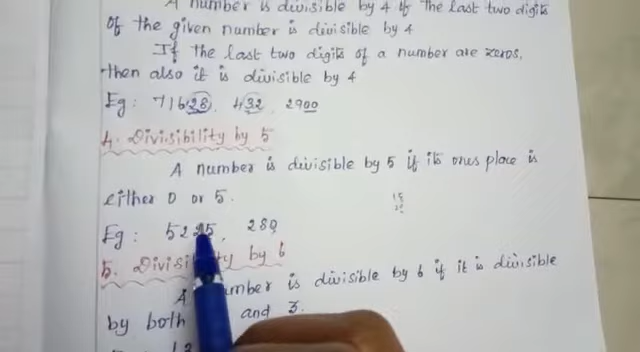 A number is divisible by 4 if the last two digits
of the given number is divisible by 4
If the last two digits of a number are zeros,
then also it is divisible by 4
Eg: 71628, 432, 2900
4. Divisibility by 5
A number is divisible by 5 if its ones place is
either 0 or 5.
Eg: 5225, 280
5. Divisibility by 6
A number is divisible by 6 if it is divisible
by both and 3.